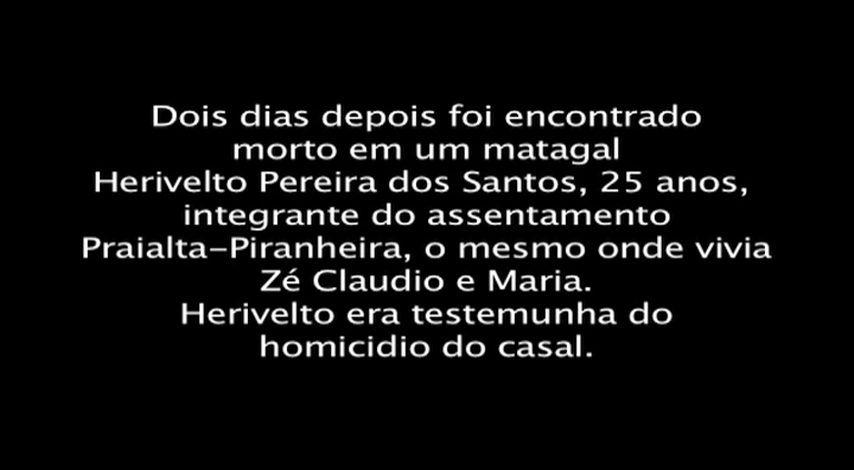 Dois dias depois foi encontrado
morto em um matagal
Herivelto Pereira dos Santos, 25 anos,
integrante do assentamento
Praialta-Piranheira, o mesmo onde vivia
Zé Claudio e Maria.
Herivelto era testemunha do
homicidio do casal.